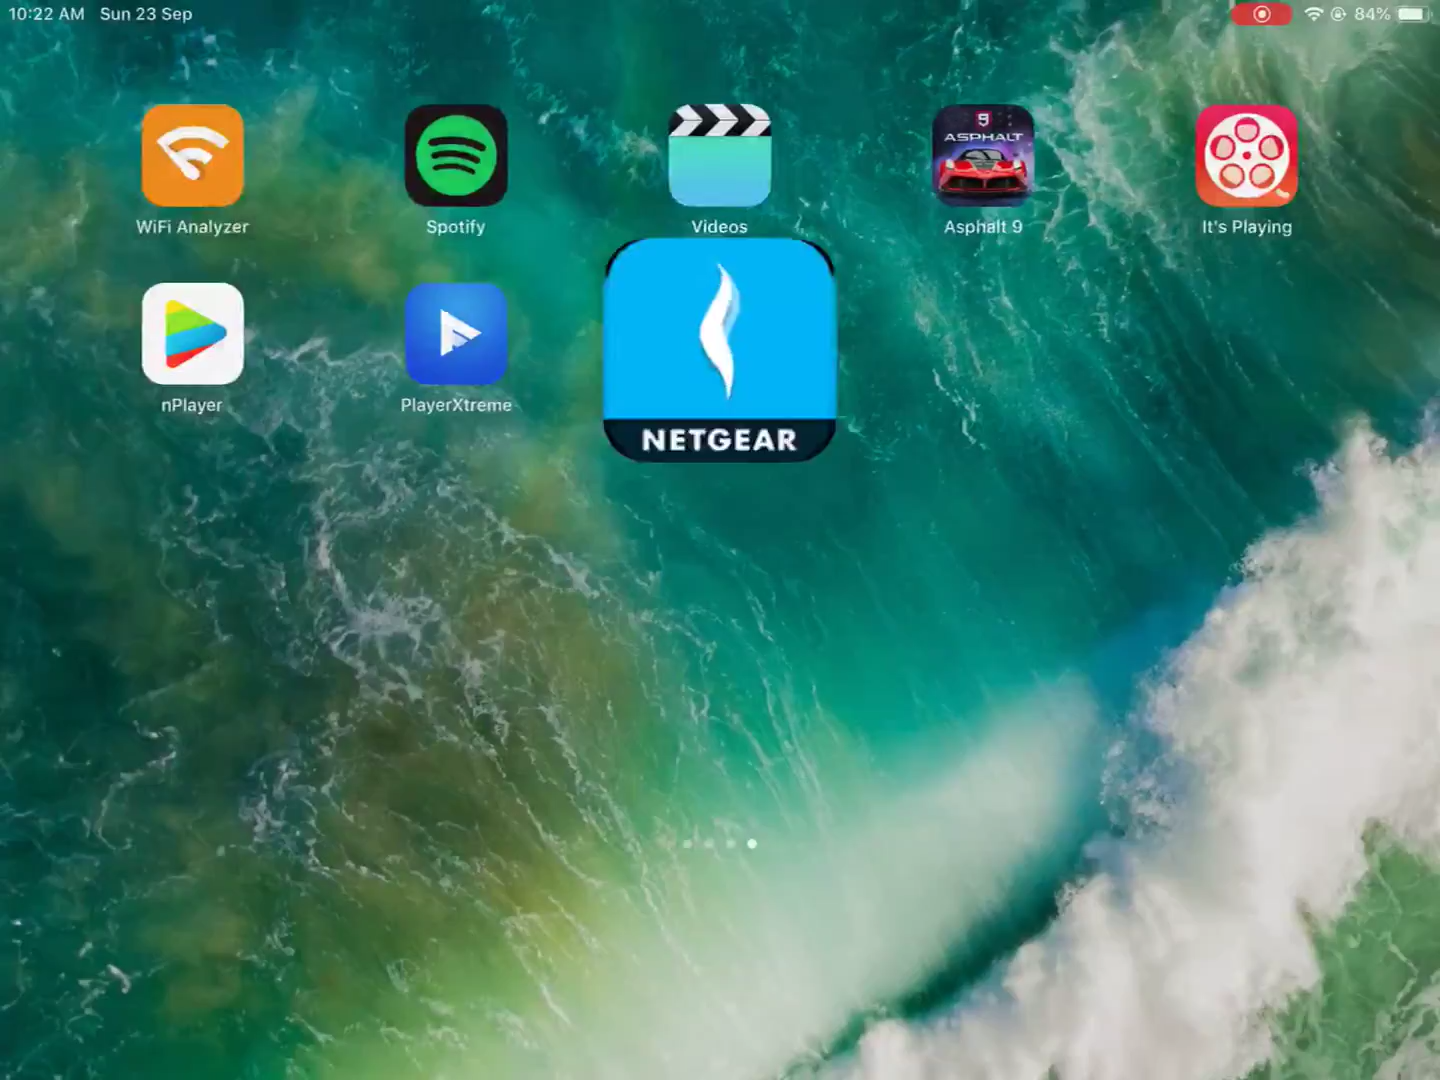 10:22 AM Sun 23 Sep
84%
ASPHALT
WiFi Analyzer
Spotify
Videos
Asphalt 9
It's Playing
nPlayer
PlayerXtreme
NETGEAR